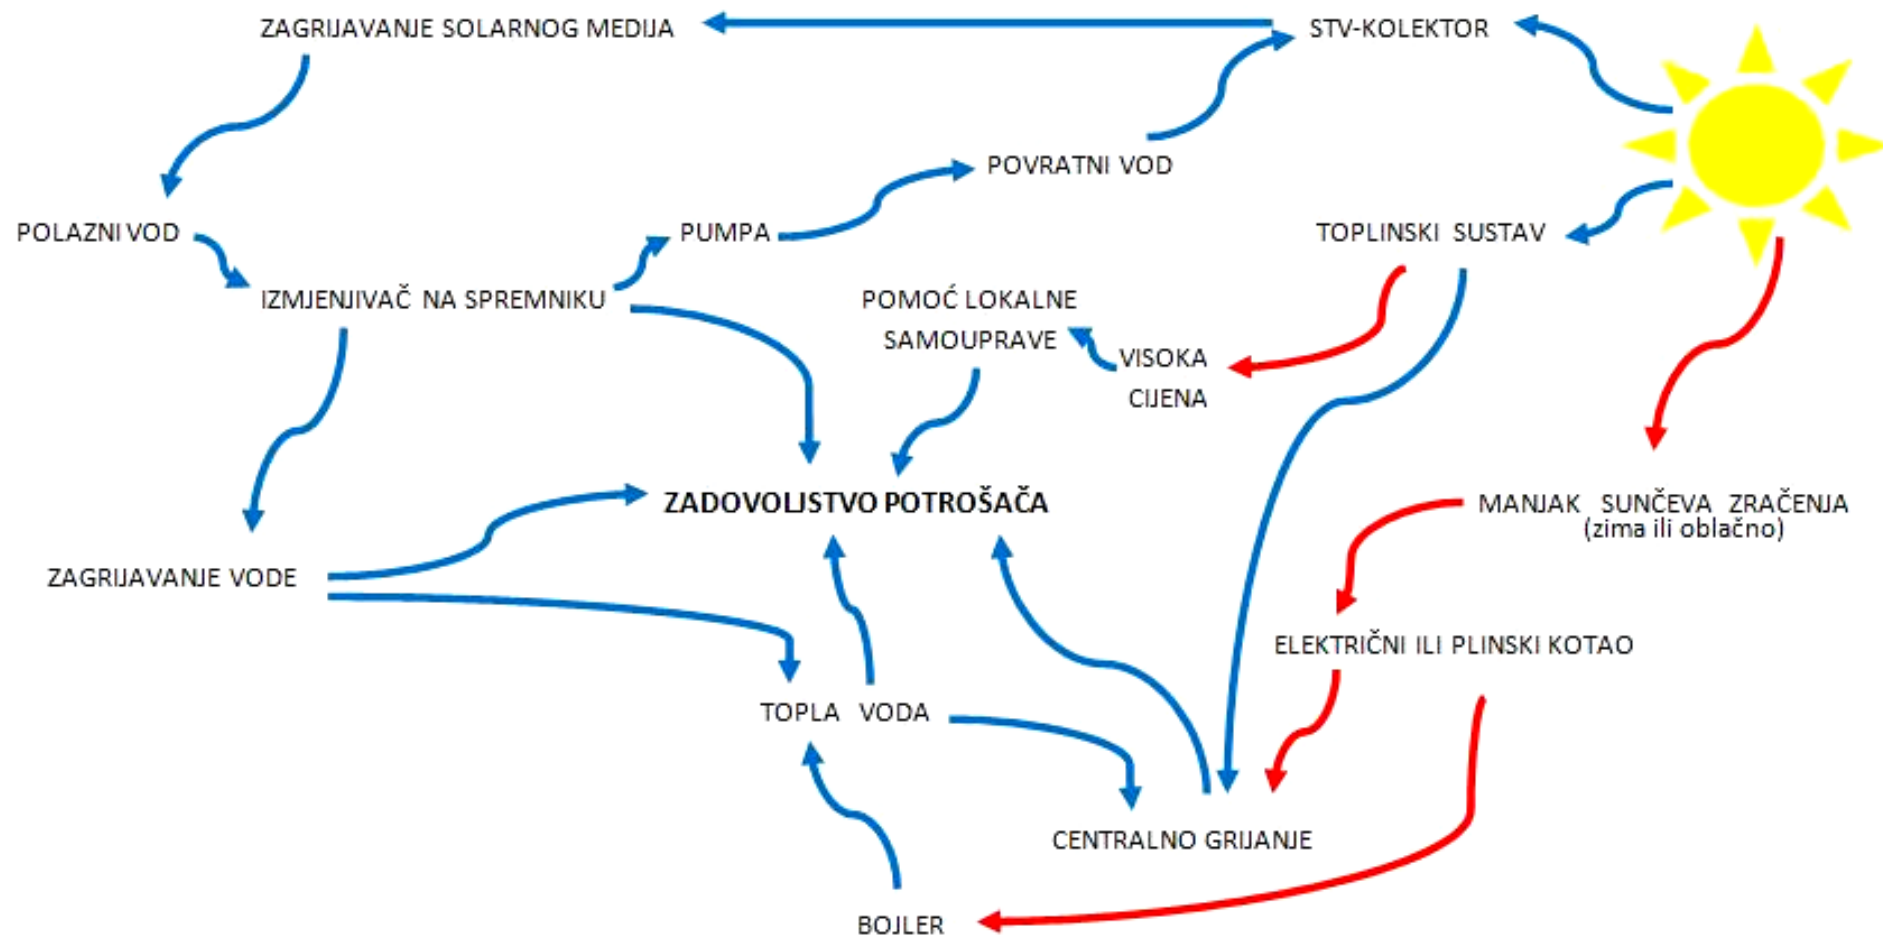 ZAGRIJAVANJE SOLARNOG MEDIJA
STV-KOLEKTOR
POVRATNI VOD
POLAZNI VOD
PUMPA
TOPLINSKI SUSTAV
IZMJENJIVAČ NA SPREMNIKU
POMOĆ LOKALNE
SAMOUPRAVE
VISOKA
CIJENA
ZADOVOLJSTVO POTROŠAČA
MANJAK SUNČEVA ZRAČENJA
(zima ili oblačno)
ZAGRIJAVANJE VODE
ELEKTRIČNI ILI PLINSKI KOTAO
TOPLA VODA
CENTRALNO GRIJANJE
BOJLER